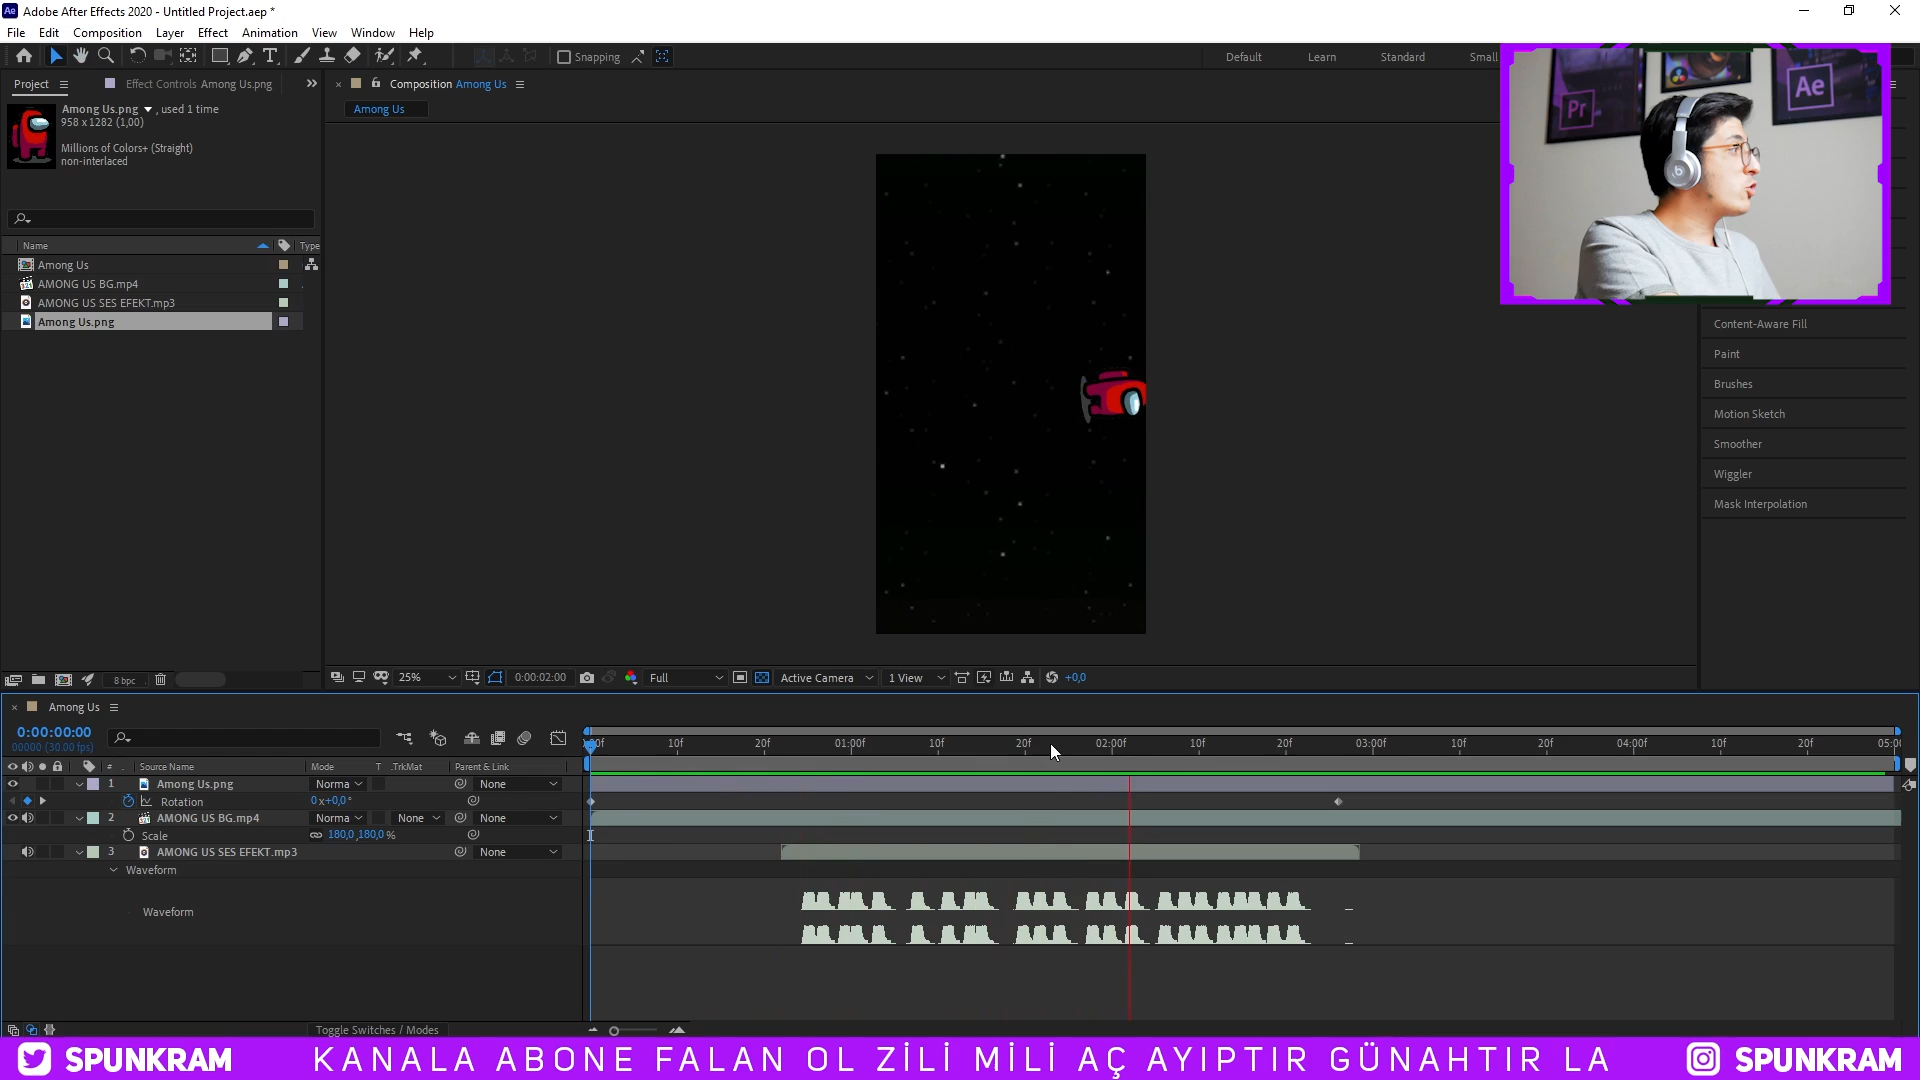 Adobe After Effects 2020 - Untitled Project.aep *
File Edit Composition Layer Effect Animation View Window Help
Snapping
Default Learn Standard Small
Project Effect Controls Among Us.png
Composition Among Us
Among Us
Among Us.png , used 1 time
958 x 1282 (1,00)
Millions of Colors+ (Straight)
non-interlaced
Pr
Ae
Name Type
Among Us
AMONG US BG.mp4
AMONG US SES EFEKT.mp3
Among Us.png
Content-Aware Fill
Paint
Brushes
Motion Sketch
Smoother
Wiggler
Mask Interpolation
8 bpc
25% 0:00:02:00 Full Active Camera 1 View +0,0
Among Us
0:00:00:00
00000 (30.00 fps)
:00f 10f 20f 01:00f 10f 20f 02:00f 10f 20f 03:00f 10f 20f 04:00f 10f 20f 05:00
# Source Name Mode T .TrkMat Parent & Link
1 Among Us.png Norma None
Rotation 0x+0,0°
2 AMONG US BG.mp4 Norma None None
Scale 180,0,180,0%
3 AMONG US SES EFEKT.mp3 None
Waveform
Waveform
Toggle Switches / Modes
SPUNKRAM KANALA ABONE FALAN OL ZİLİ MİLİ AÇ AYIPTIR GÜNAHTIR LA SPUNKRAM